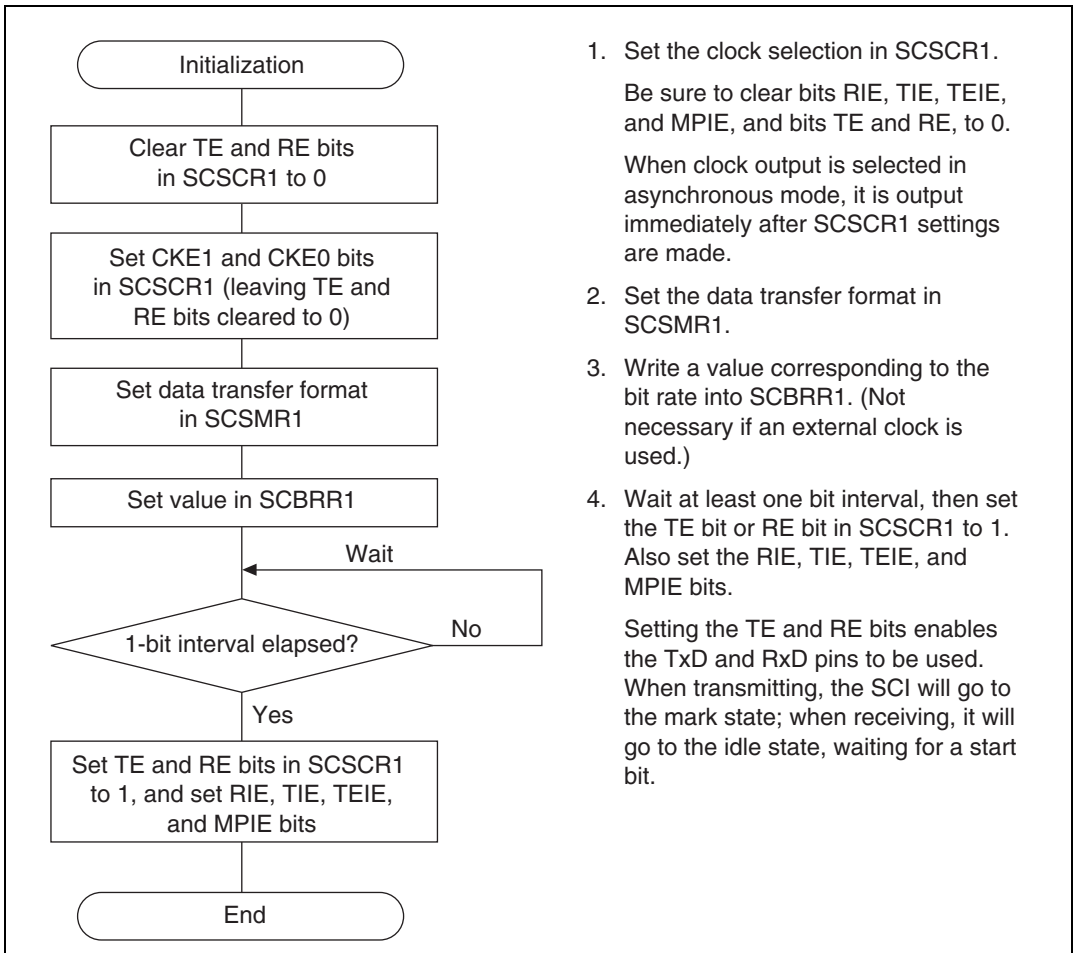 Initialization
Clear TE and RE bits
in SCSCR1 to 0
Set CKE1 and CKE0 bits
in SCSCR1 (leaving TE and
RE bits cleared to 0)
Set data transfer format
in SCSMR1
Set value in SCBRR1
Wait
1-bit interval elapsed?
No
Yes
Set TE and RE bits in SCSCR1
to 1, and set RIE, TIE, TEIE,
and MPIE bits
End
1. Set the clock selection in SCSCR1.
Be sure to clear bits RIE, TIE, TEIE,
and MPIE, and bits TE and RE, to 0.
When clock output is selected in
asynchronous mode, it is output
immediately after SCSCR1 settings
are made.
2. Set the data transfer format in
SCSMR1.
3. Write a value corresponding to the
bit rate into SCBRR1. (Not
necessary if an external clock is
used.)
4. Wait at least one bit interval, then set
the TE bit or RE bit in SCSCR1 to 1.
Also set the RIE, TIE, TEIE, and
MPIE bits.
Setting the TE and RE bits enables
the TxD and RxD pins to be used.
When transmitting, the SCI will go to
the mark state; when receiving, it will
go to the idle state, waiting for a start
bit.